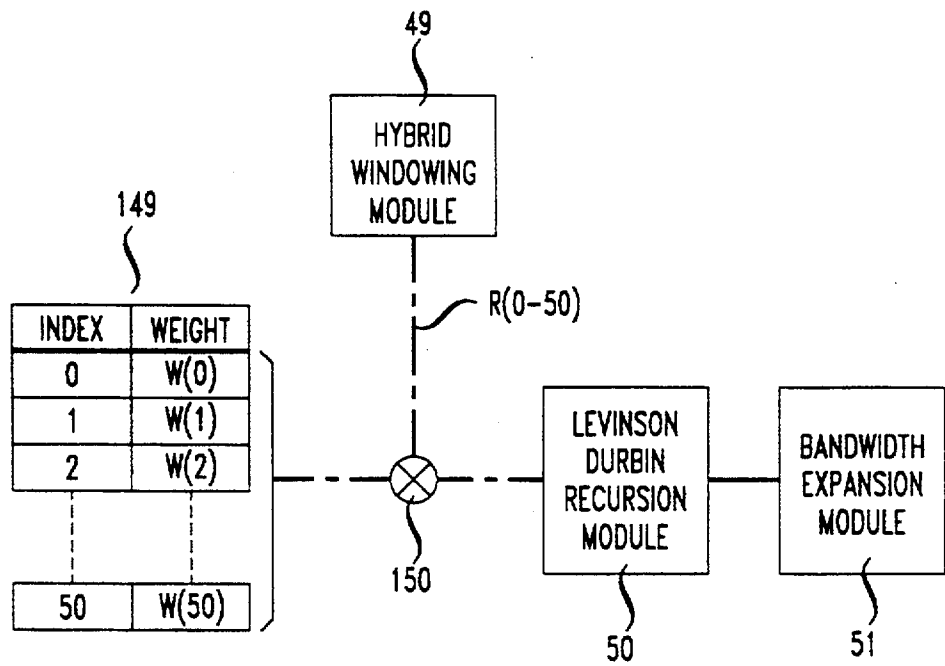 49
HYBRID
WINDOWING
MODULE
149
R(0-50)
INDEX WEIGHT
0 W(0)
1 W(1)
2 W(2)
50 W(50)
150
LEVINSON
DURBIN
RECURSION
MODULE
50
BANDWIDTH
EXPANSION
MODULE
51